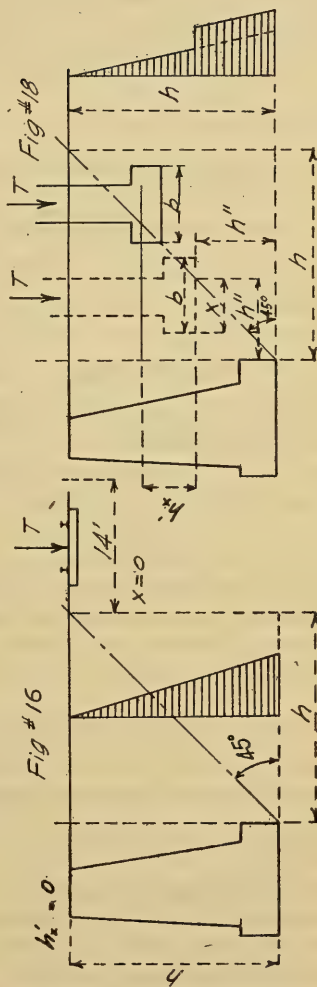 Fig #16
h'x = 0
T
14'
x=0
45°
h
h
Fig #18
T
T
b
b
x
h'x
h"
h"
45°
h
h